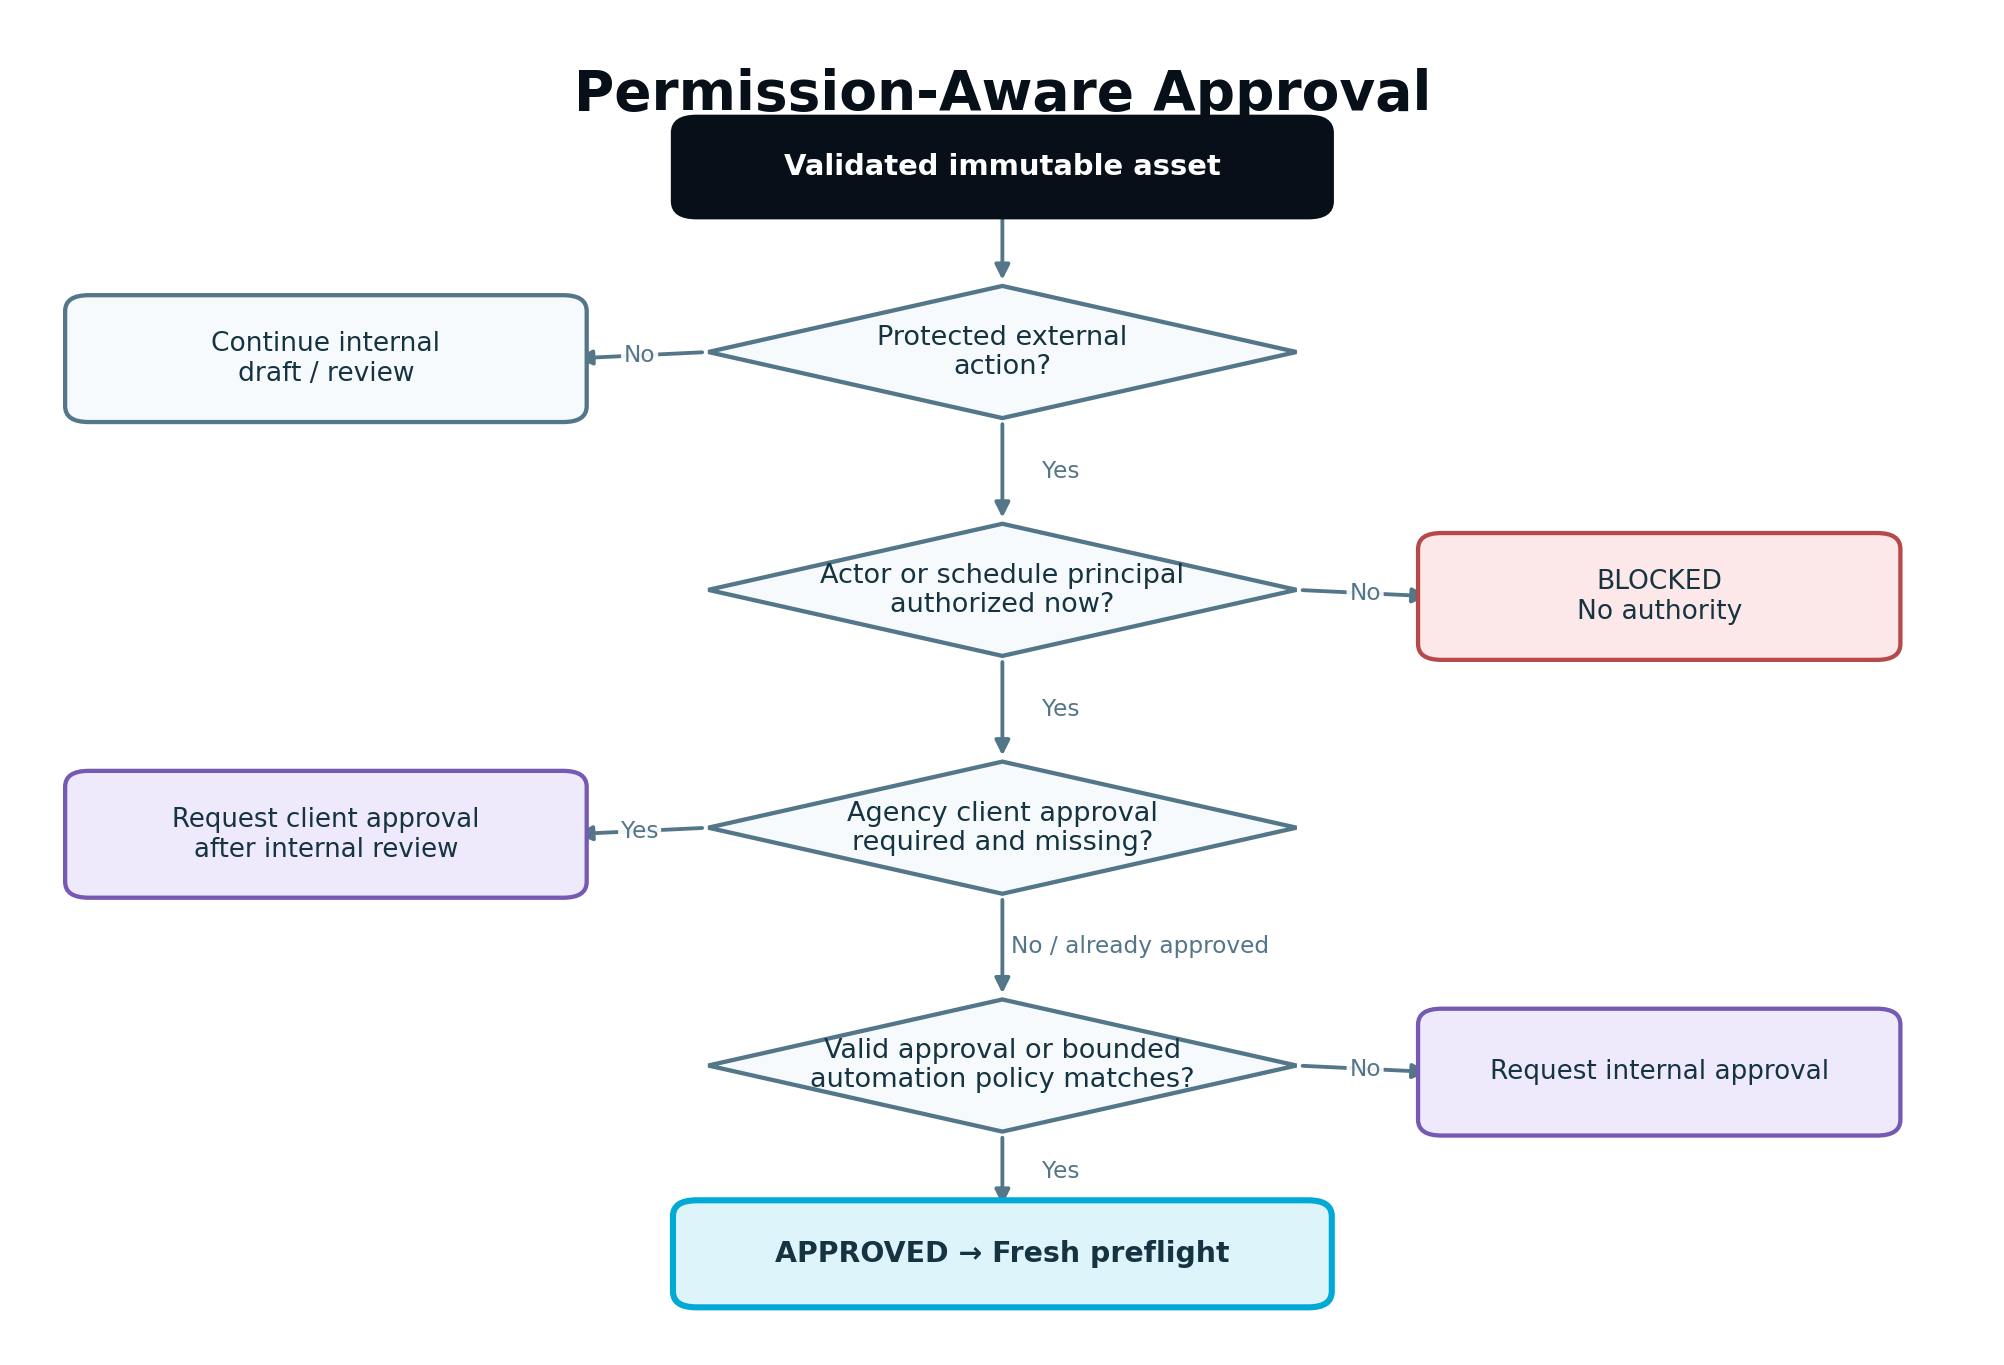 Permission-Aware Approval
Validated immutable asset
Protected external
action?
No
Continue internal
draft / review
Yes
Actor or schedule principal
authorized now?
No
BLOCKED
No authority
Yes
Agency client approval
required and missing?
Yes
Request client approval
after internal review
No / already approved
Valid approval or bounded
automation policy matches?
No
Request internal approval
Yes
APPROVED → Fresh preflight